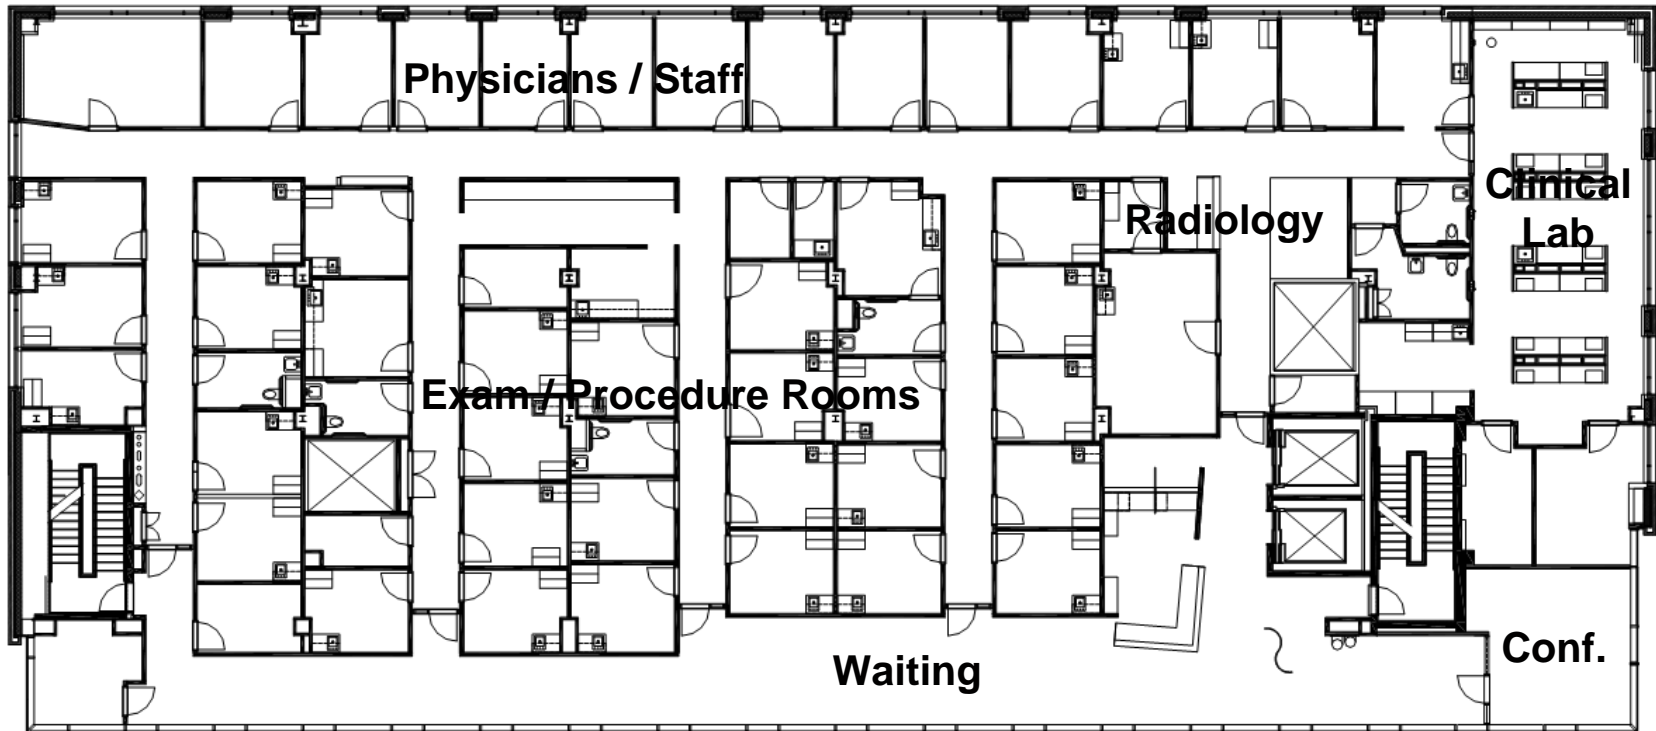 Physicians / Staff
Clinical
Lab
Radiology
Exam / Procedure Rooms
Waiting
Conf.